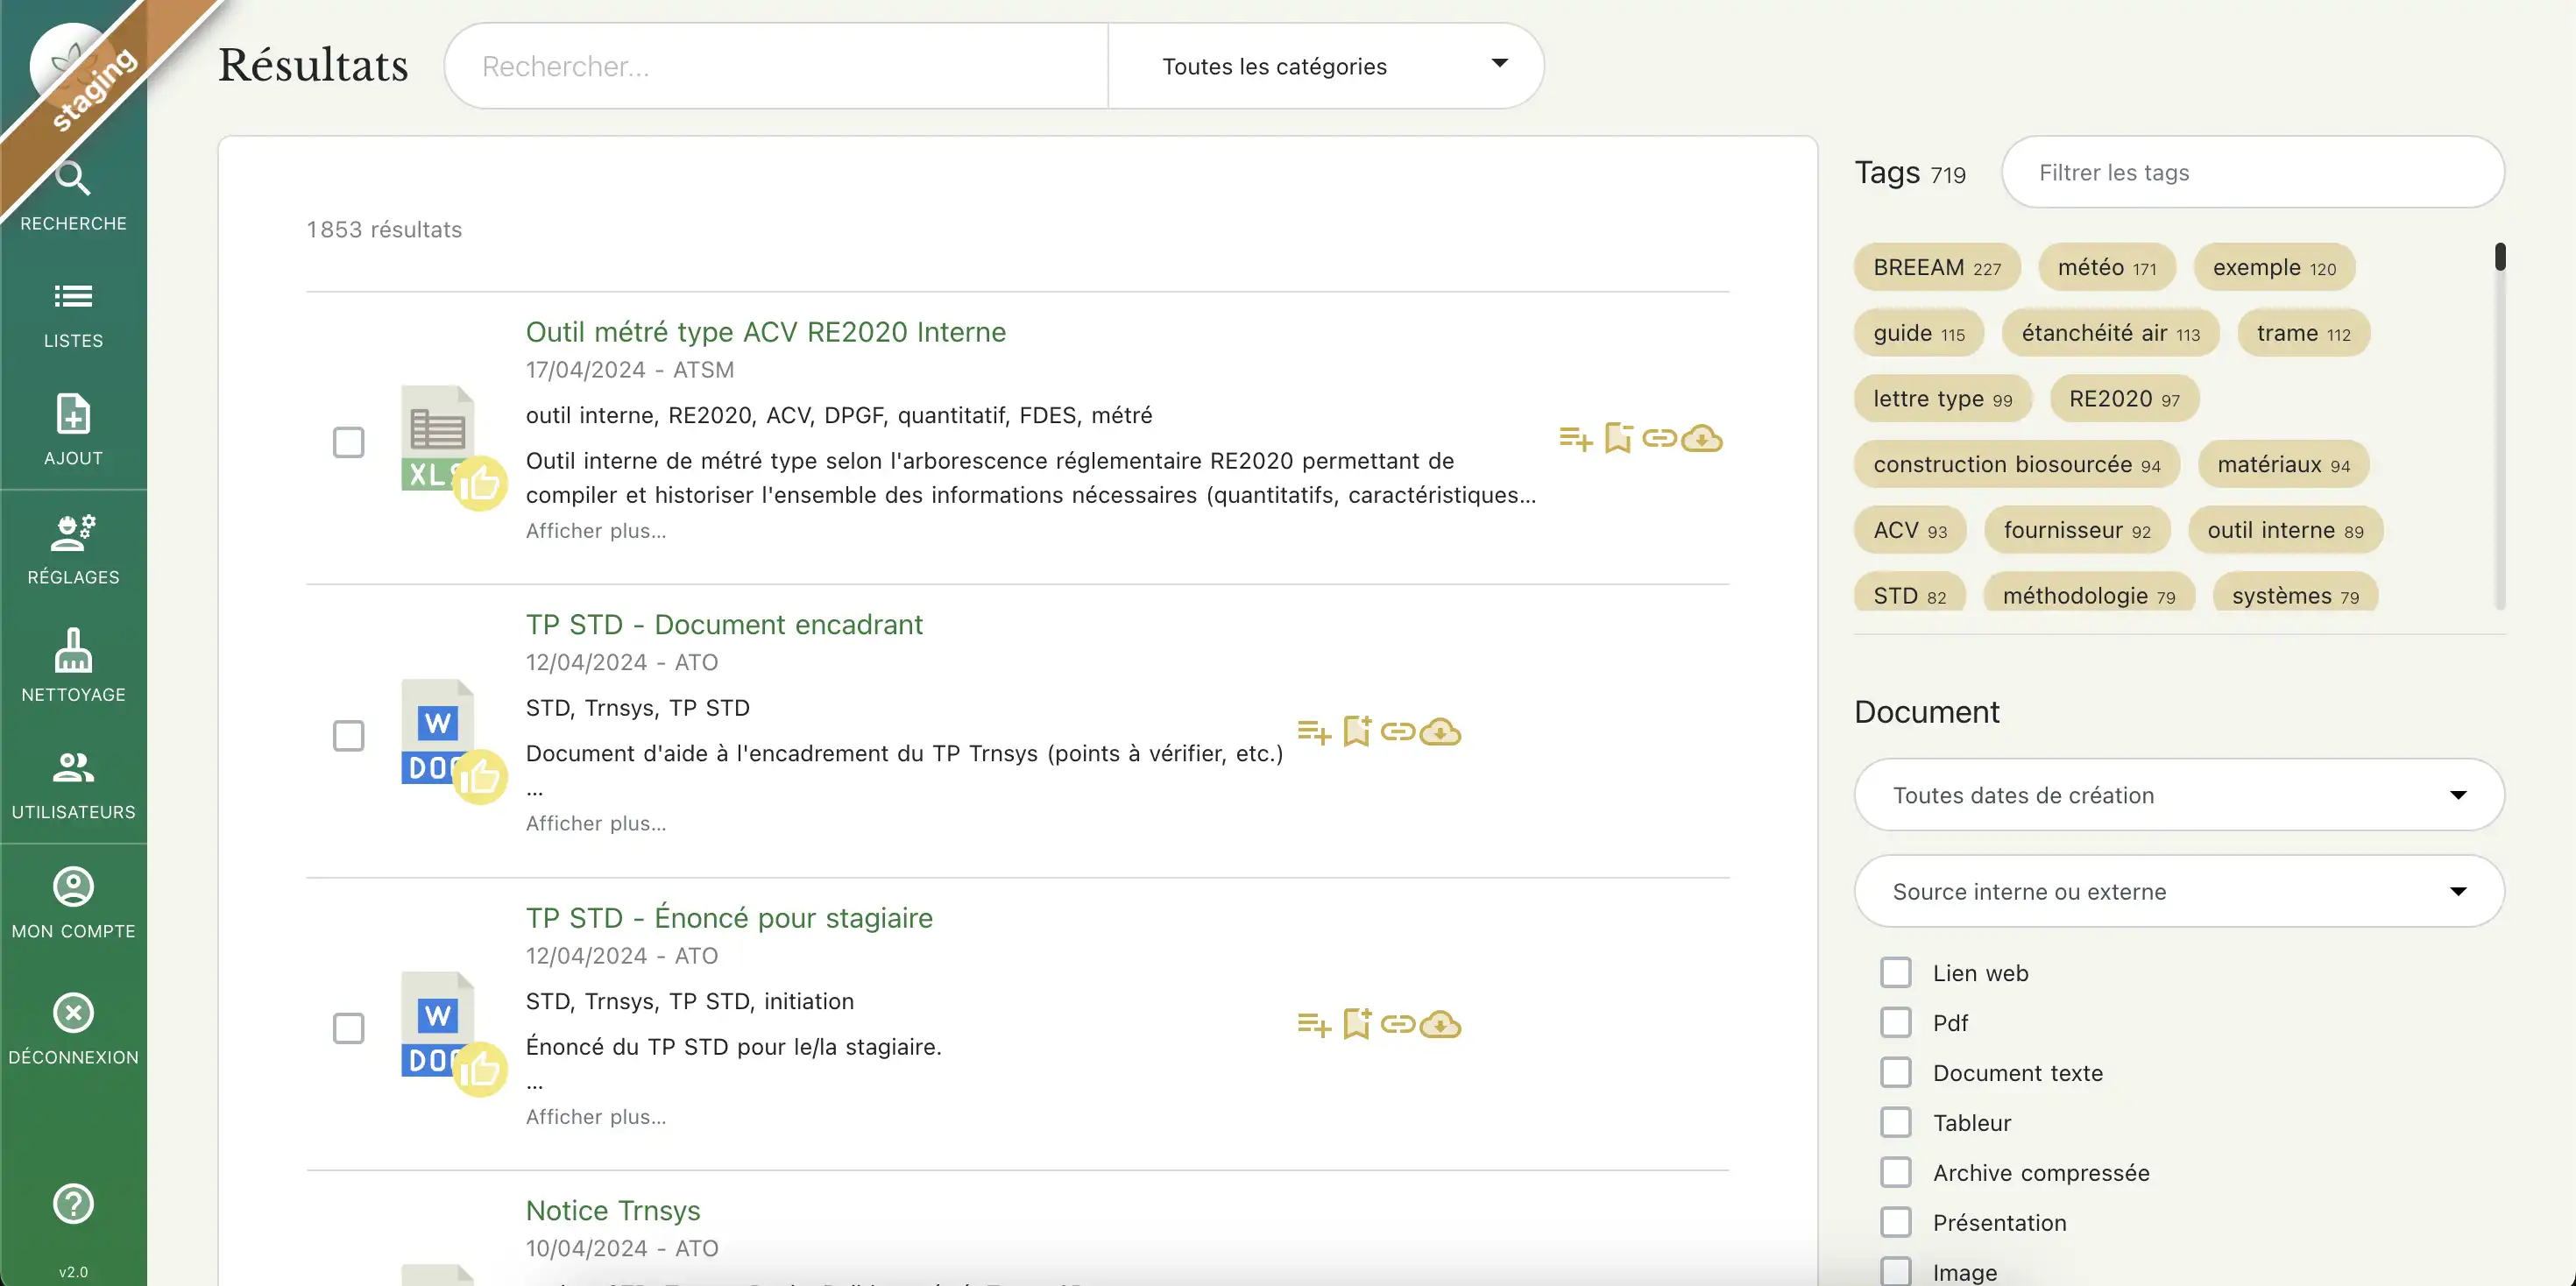 staging
RECHERCHE
LISTES
AJOUT
RÉGLAGES
NETTOYAGE
UTILISATEURS
MON COMPTE
DÉCONNEXION
v2.0
Résultats
Rechercher...
Toutes les catégories
1853 résultats
Outil métré type ACV RE2020 Interne
17/04/2024 - ATSM
outil interne, RE2020, ACV, DPGF, quantitatif, FDES, métré
Outil interne de métré type selon l'arborescence réglementaire RE2020 permettant de
compiler et historiser l'ensemble des informations nécessaires (quantitatifs, caractéristiques...
Afficher plus...
TP STD - Document encadrant
12/04/2024 - ATO
STD, Trnsys, TP STD
Document d'aide à l'encadrement du TP Trnsys (points à vérifier, etc.)
...
Afficher plus...
TP STD - Énoncé pour stagiaire
12/04/2024 - ATO
STD, Trnsys, TP STD, initiation
Énoncé du TP STD pour le/la stagiaire.
...
Afficher plus...
Notice Trnsys
10/04/2024 - ATO
Tags 719
Filtrer les tags
BREEAM 227 météo 171 exemple 120
guide 115 étanchéité air 113 trame 112
lettre type 99 RE2020 97
construction biosourcée 94 matériaux 94
ACV 93 fournisseur 92 outil interne 89
STD 82 méthodologie 79 systèmes 79
Document
Toutes dates de création
Source interne ou externe
Lien web
Pdf
Document texte
Tableur
Archive compressée
Présentation
Image